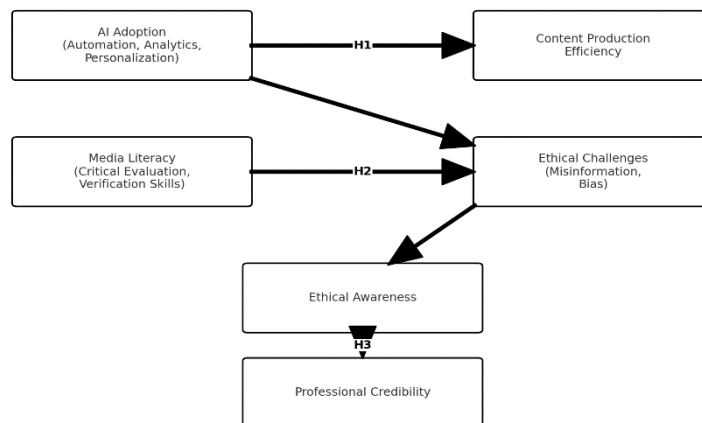 AI Adoption
(Automation, Analytics,
Personalization)
H1
Content Production
Efficiency
Media Literacy
(Critical Evaluation,
Verification Skills)
H2
Ethical Challenges
(Misinformation,
Bias)
Ethical Awareness
H3
Professional Credibility